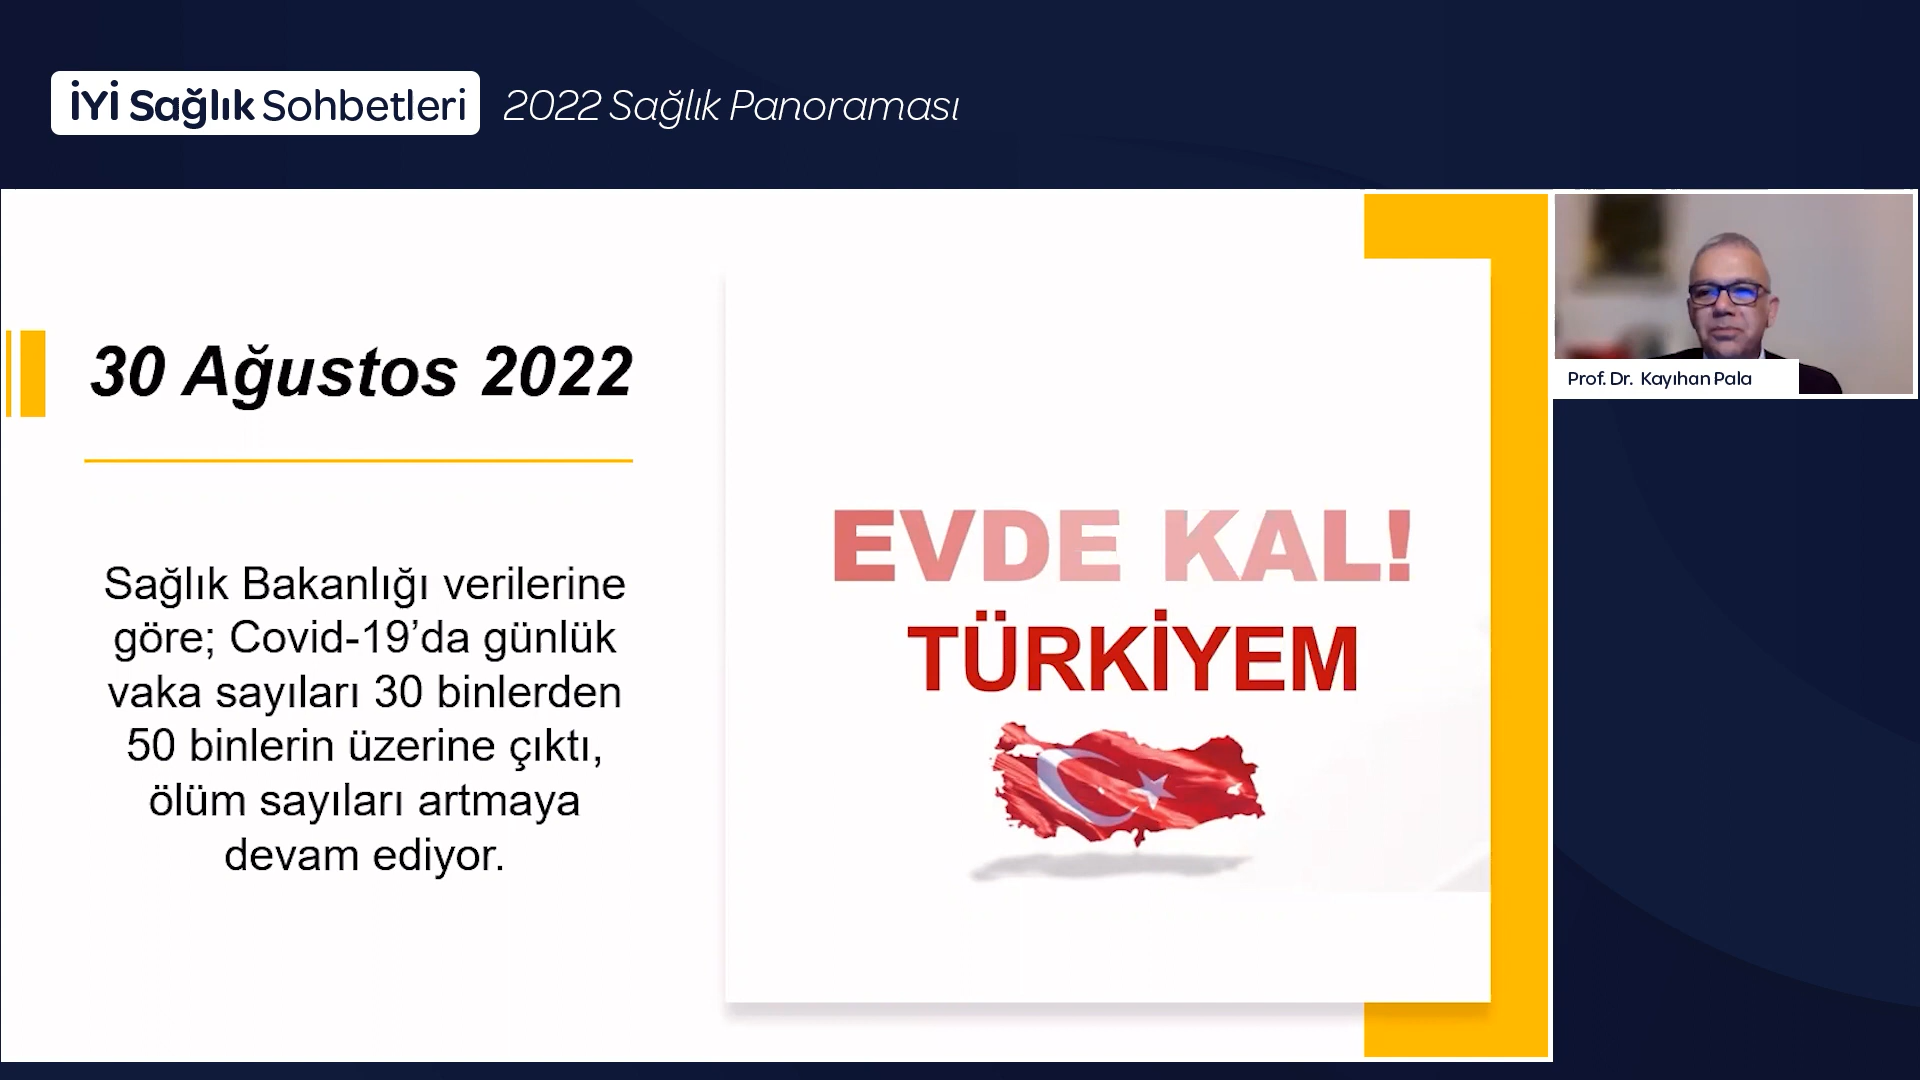 İYİ Sağlık Sohbetleri 2022 Sağlık Panoraması
30 Ağustos 2022
Sağlık Bakanlığı verilerine
göre; Covid-19’da günlük
vaka sayıları 30 binlerden
50 binlerin üzerine çıktı,
ölüm sayıları artmaya
devam ediyor.
EVDE KAL!
TÜRKİYEM
Prof. Dr. Kayıhan Pala